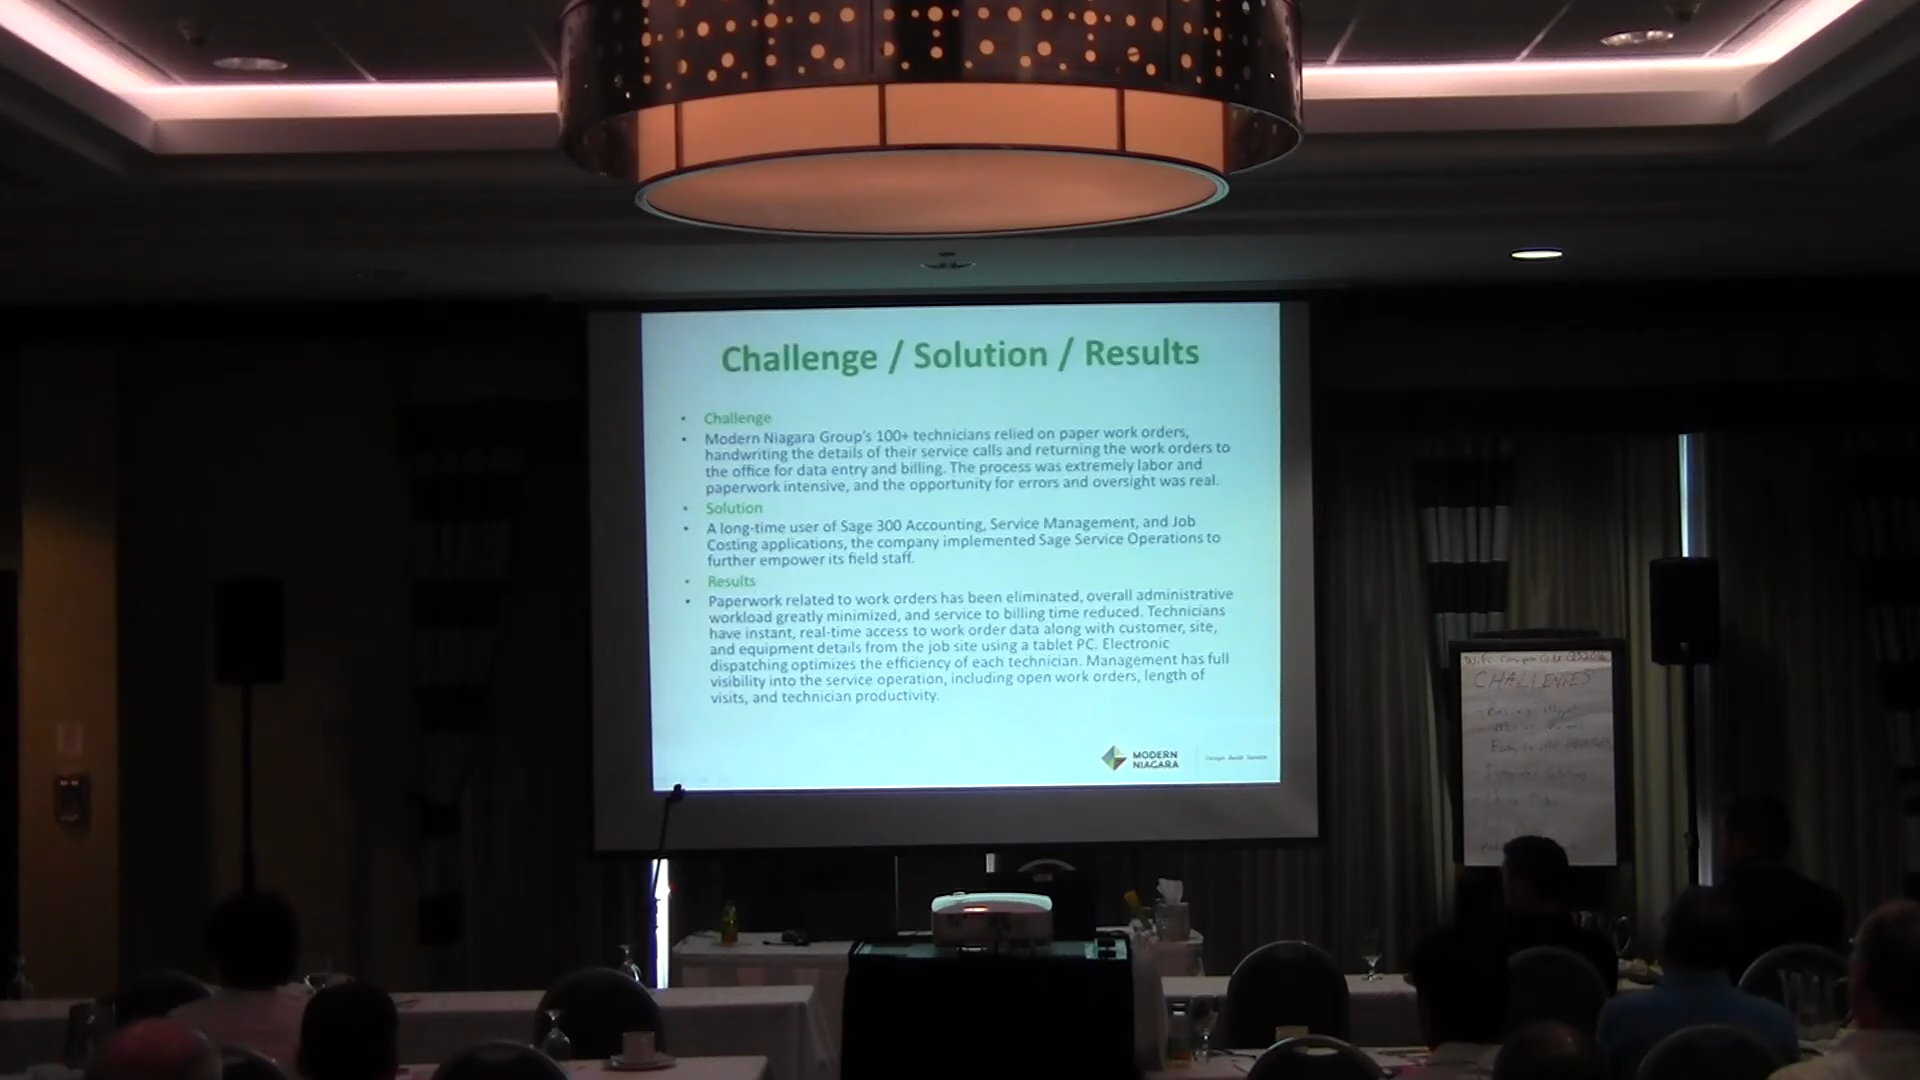 Challenge / Solution / Results
• Challenge
• Modern Niagara Group's 100+ technicians relied on paper work orders,
handwriting the details of their service calls and returning the work orders to
the office for data entry and billing. The process was extremely labor and
paperwork intensive, and the opportunity for errors and oversight was real.
• Solution
• A long-time user of Sage 300 Accounting, Service Management, and Job
Costing applications, the company implemented Sage Service Operations to
further empower its field staff.
• Results
• Paperwork related to work orders has been eliminated, overall administrative
workload greatly minimized, and service to billing time reduced. Technicians
have instant, real-time access to work order data along with customer, site,
and equipment details from the job site using a tablet PC. Electronic
dispatching optimizes the efficiency of each technician. Management has full
visibility into the service operation, including open work orders, length of
visits, and technician productivity.
MODERN
NIAGARA
Design Build Service
CHALLENGES